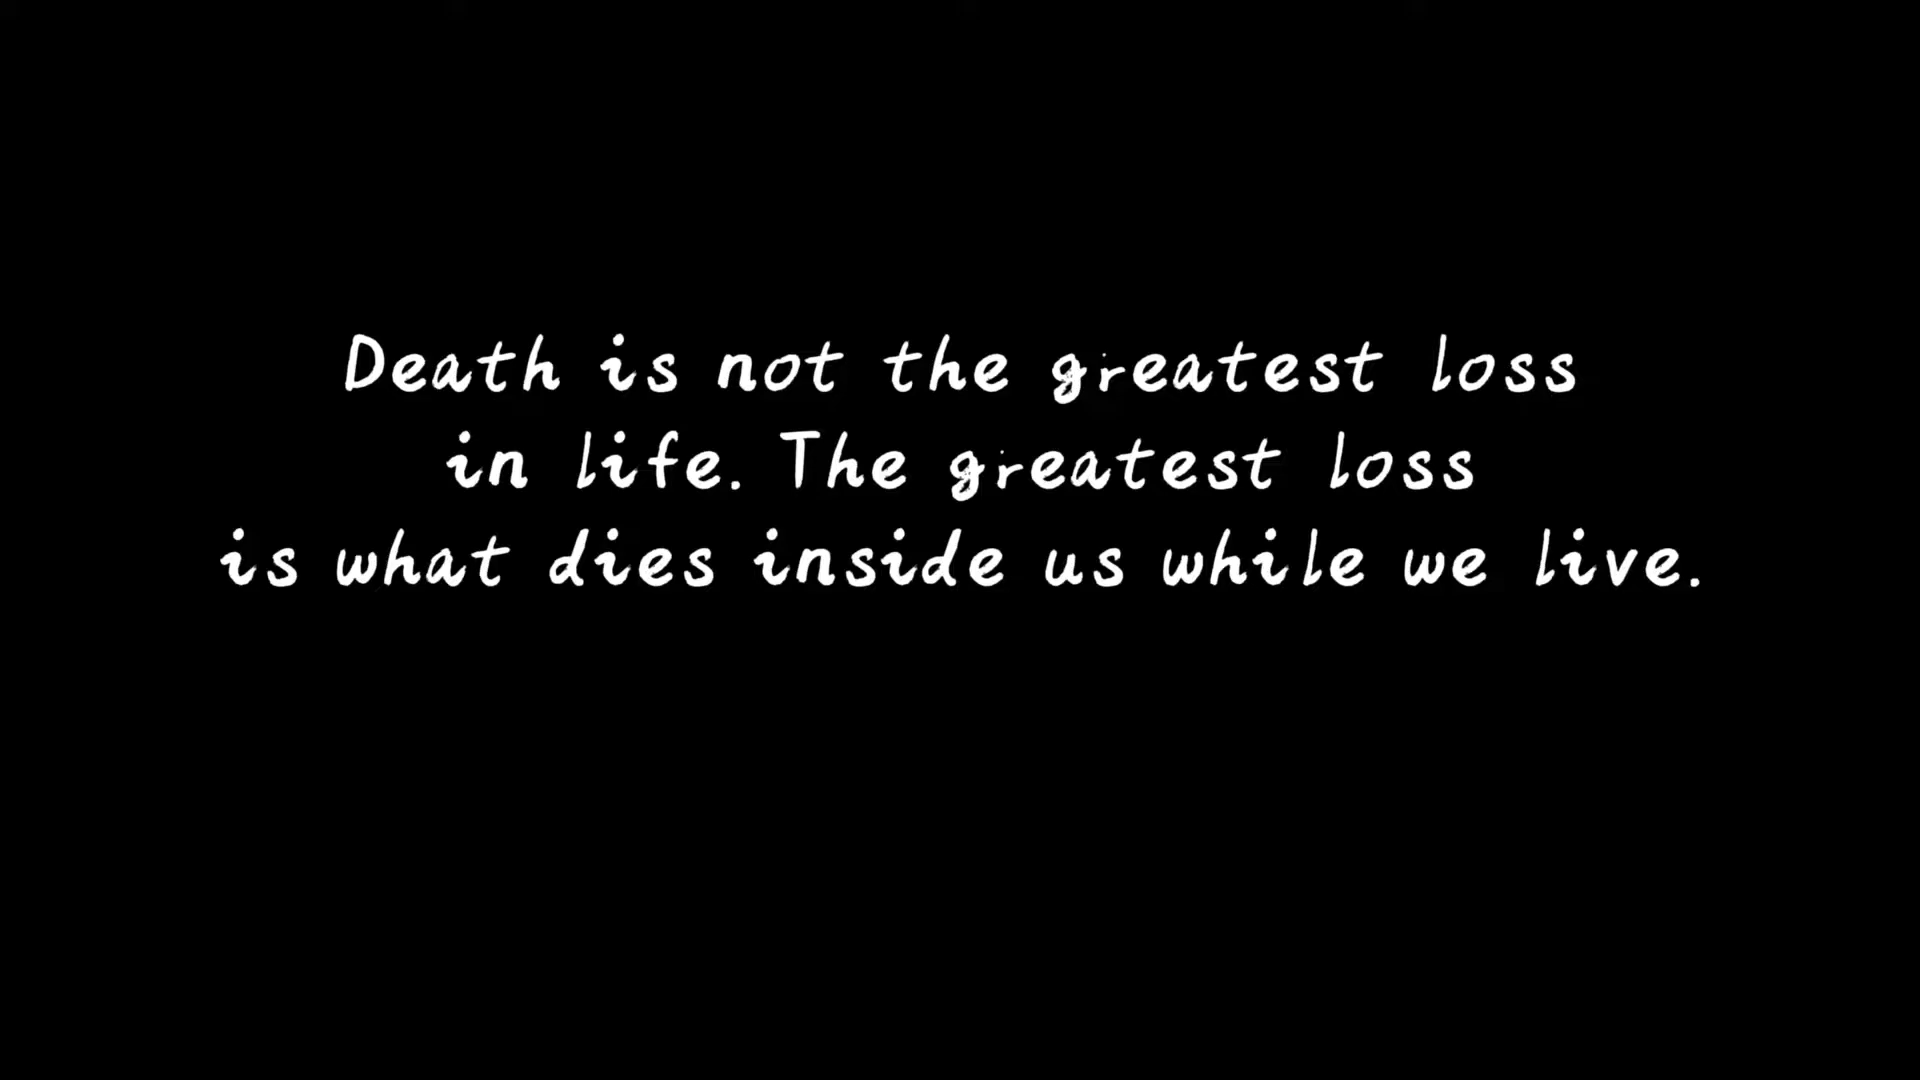 Death is not the greatest loss
in life. The greatest loss
is what dies inside us while we live.